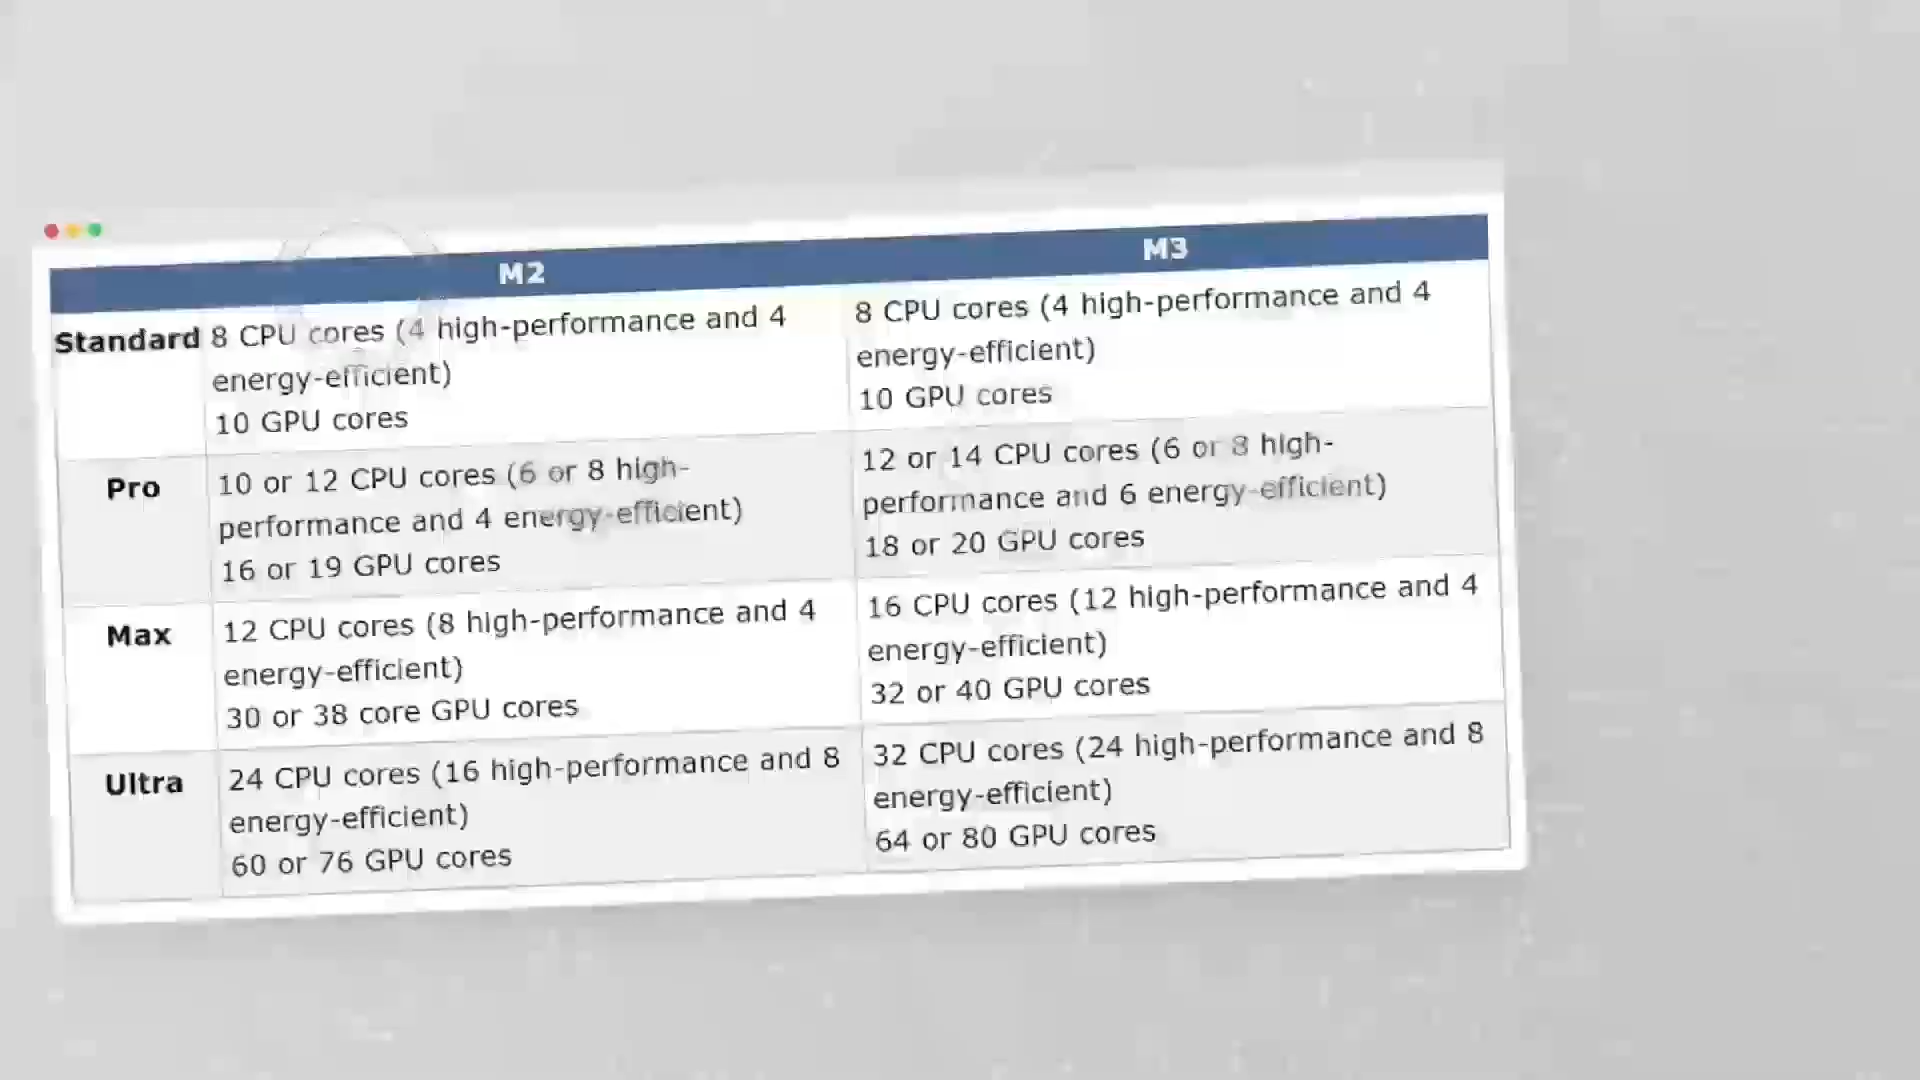 M2 M3
Standard 8 CPU cores (4 high-performance and 4
energy-efficient)
10 GPU cores
8 CPU cores (4 high-performance and 4
energy-efficient)
10 GPU cores
Pro 10 or 12 CPU cores (6 or 8 high-
performance and 4 energy-efficient)
16 or 19 GPU cores
12 or 14 CPU cores (6 or 8 high-
performance and 6 energy-efficient)
18 or 20 GPU cores
Max 12 CPU cores (8 high-performance and 4
energy-efficient)
30 or 38 core GPU cores
16 CPU cores (12 high-performance and 4
energy-efficient)
32 or 40 GPU cores
Ultra 24 CPU cores (16 high-performance and 8
energy-efficient)
60 or 76 GPU cores
32 CPU cores (24 high-performance and 8
energy-efficient)
64 or 80 GPU cores